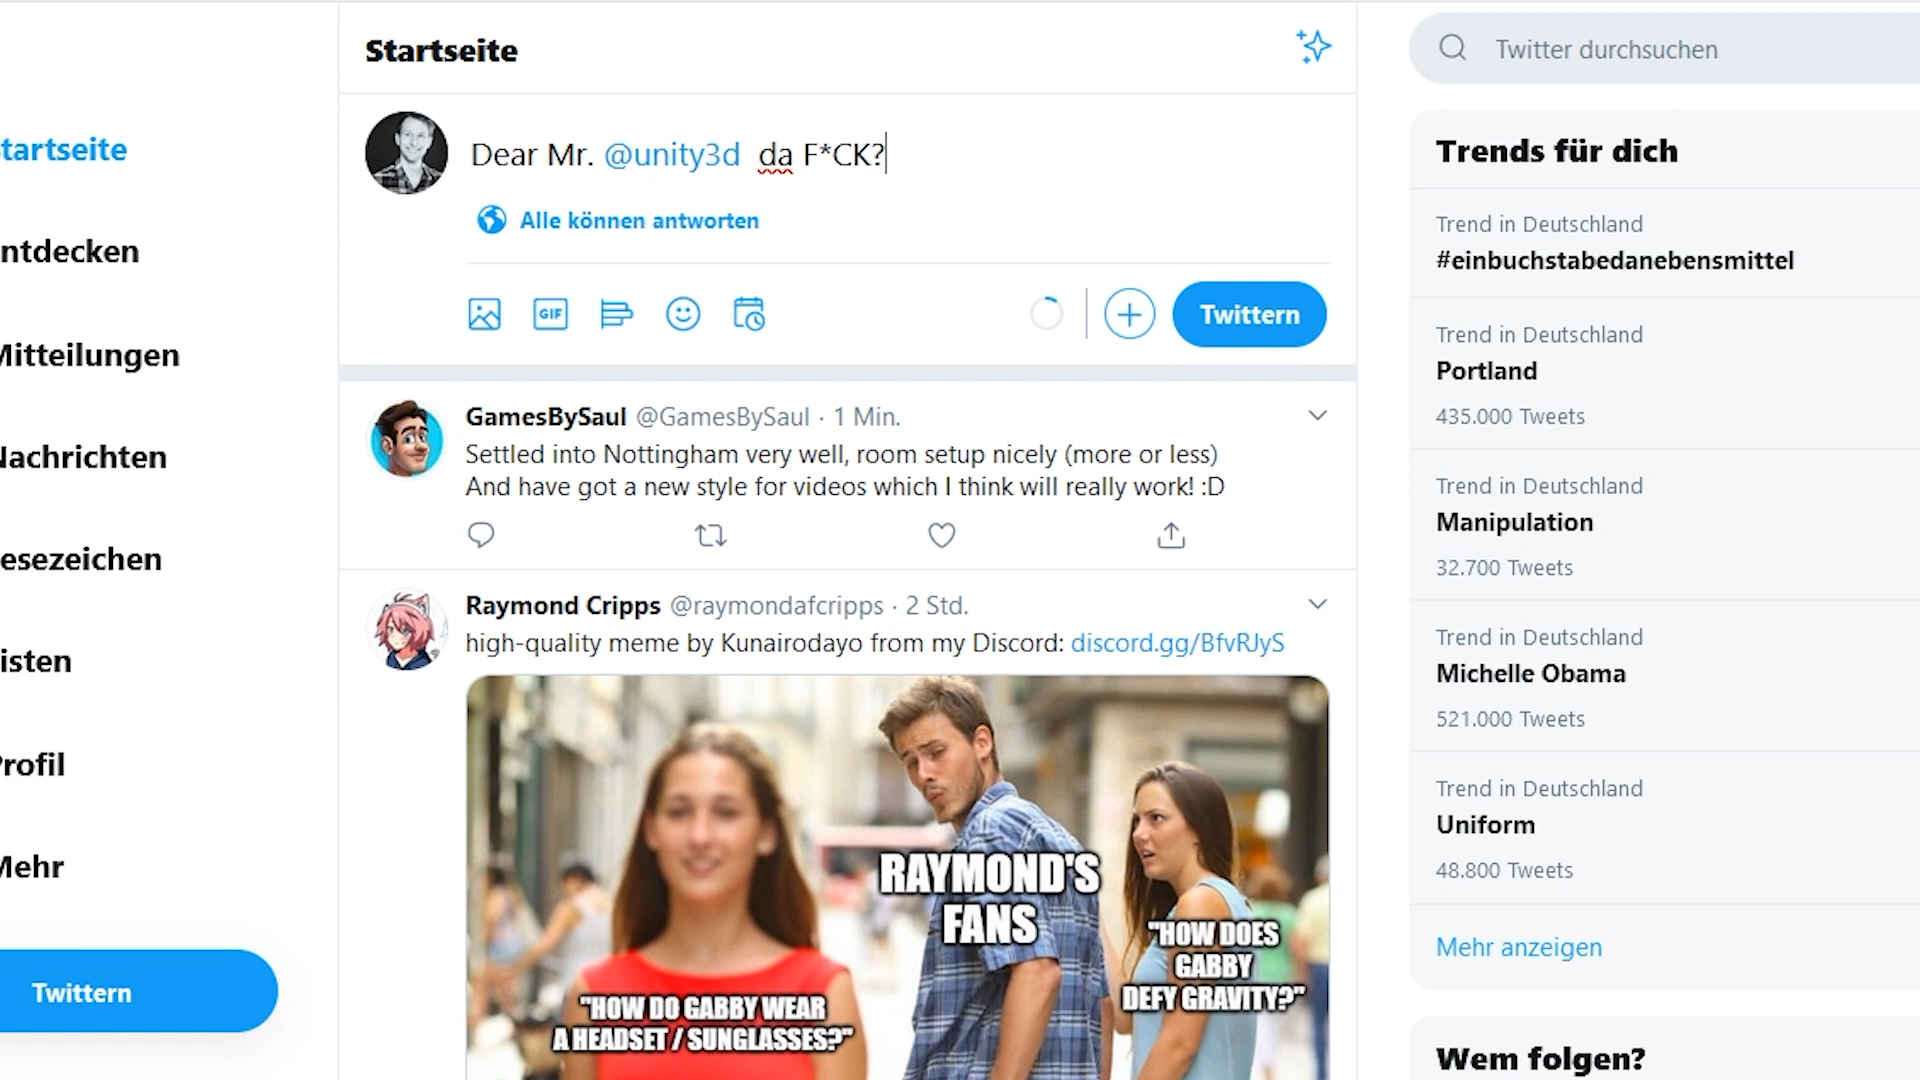 Startseite
Twitter durchsuchen
tartseite
ntdecken
Mitteilungen
Nachrichten
esezeichen
isten
Profil
Mehr
Twittern
Dear Mr. @unity3d  da F*CK?
Alle können antworten
GIF
Twittern
GamesBySaul @GamesBySaul · 1 Min.
Settled into Nottingham very well, room setup nicely (more or less)
And have got a new style for videos which I think will really work! :D
Raymond Cripps @raymondafcripps · 2 Std.
high-quality meme by Kunairodayo from my Discord: discord.gg/BfvRJyS
RAYMOND'S
FANS
"HOW DOES
GABBY
DEFY GRAVITY?"
"HOW DO GABBY WEAR
A HEADSET / SUNGLASSES?"
Trends für dich
Trend in Deutschland
#einbuchstabedanebensmittel
Trend in Deutschland
Portland
435.000 Tweets
Trend in Deutschland
Manipulation
32.700 Tweets
Trend in Deutschland
Michelle Obama
521.000 Tweets
Trend in Deutschland
Uniform
48.800 Tweets
Mehr anzeigen
Wem folgen?